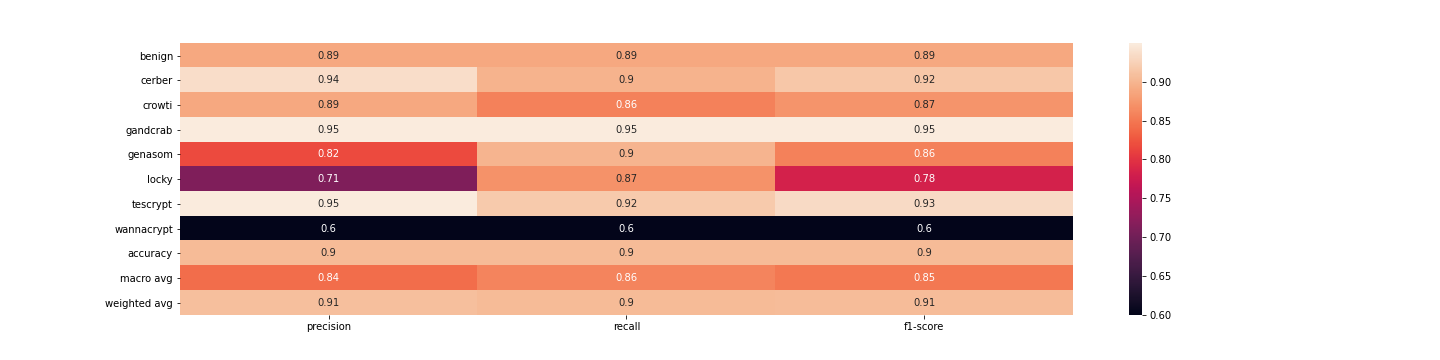 benign 0.89 0.89 0.89
cerber 0.94 0.9 0.92
crowti 0.89 0.86 0.87
gandcrab 0.95 0.95 0.95
genasom 0.82 0.9 0.86
locky 0.71 0.87 0.78
tescrypt 0.95 0.92 0.93
wannacrypt 0.6 0.6 0.6
accuracy 0.9 0.9 0.9
macro avg 0.84 0.86 0.85
weighted avg 0.91 0.9 0.91
precision recall f1-score
0.90
0.85
0.80
0.75
0.70
0.65
0.60